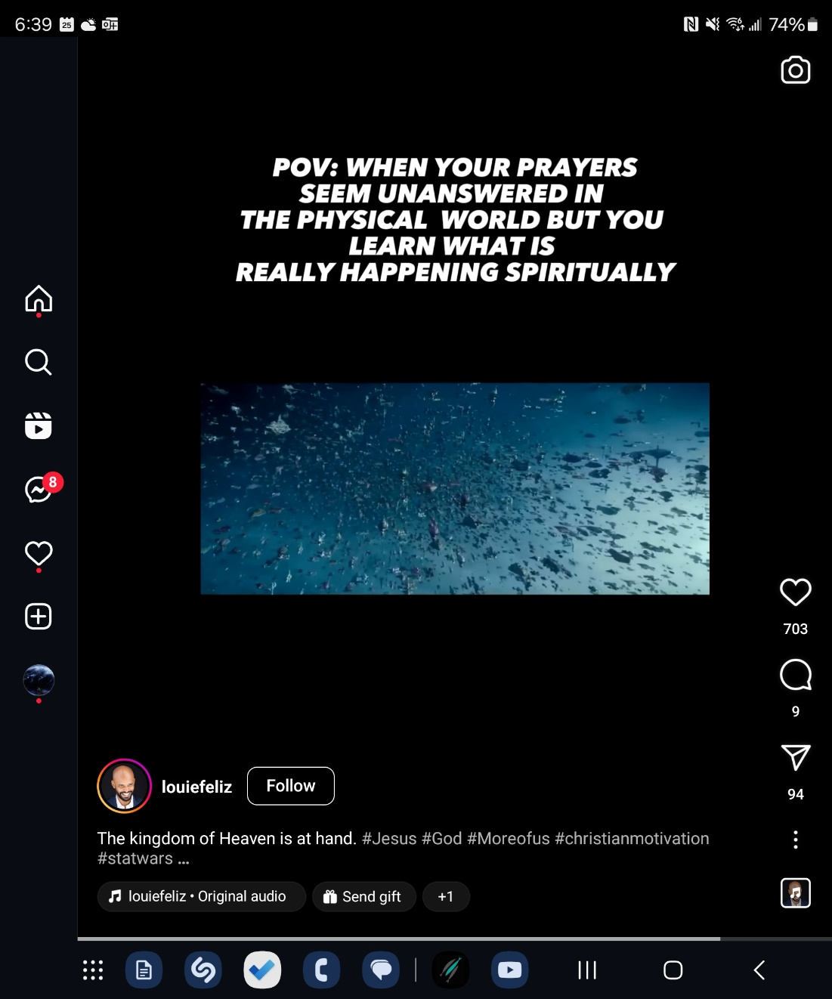 6:39
25
74%
POV: WHEN YOUR PRAYERS
SEEM UNANSWERED IN
THE PHYSICAL WORLD BUT YOU
LEARN WHAT IS
REALLY HAPPENING SPIRITUALLY
8
703
9
94
louiefeliz
Follow
The kingdom of Heaven is at hand. #Jesus #God #Moreofus #christianmotivation
#statwars ...
louiefeliz • Original audio
Send gift
+1